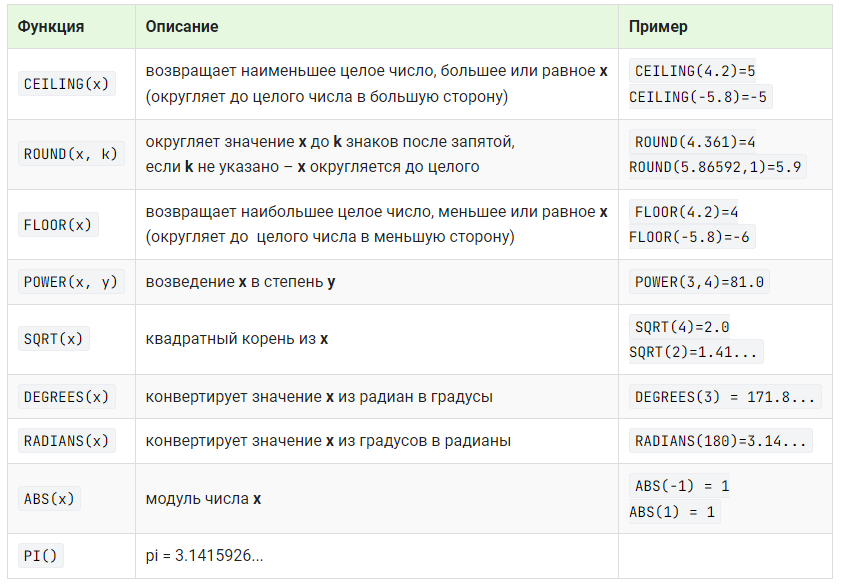 Функция Описание Пример
CEILING(x)
возвращает наименьшее целое число, большее или равное x
(округляет до целого числа в большую сторону)
CEILING(4.2)=5
CEILING(-5.8)=-5
ROUND(x, k)
округляет значение x до k знаков после запятой,
если k не указано – x округляется до целого
ROUND(4.361)=4
ROUND(5.86592,1)=5.9
FLOOR(x)
возвращает наибольшее целое число, меньшее или равное x
(округляет до целого числа в меньшую сторону)
FLOOR(4.2)=4
FLOOR(-5.8)=-6
POWER(x, y)
возведение x в степень y
POWER(3,4)=81.0
SQRT(x)
квадратный корень из x
SQRT(4)=2.0
SQRT(2)=1.41...
DEGREES(x)
конвертирует значение x из радиан в градусы
DEGREES(3) = 171.8...
RADIANS(x)
конвертирует значение x из градусов в радианы
RADIANS(180)=3.14...
ABS(x)
модуль числа x
ABS(-1) = 1
ABS(1) = 1
PI()
pi = 3.1415926...